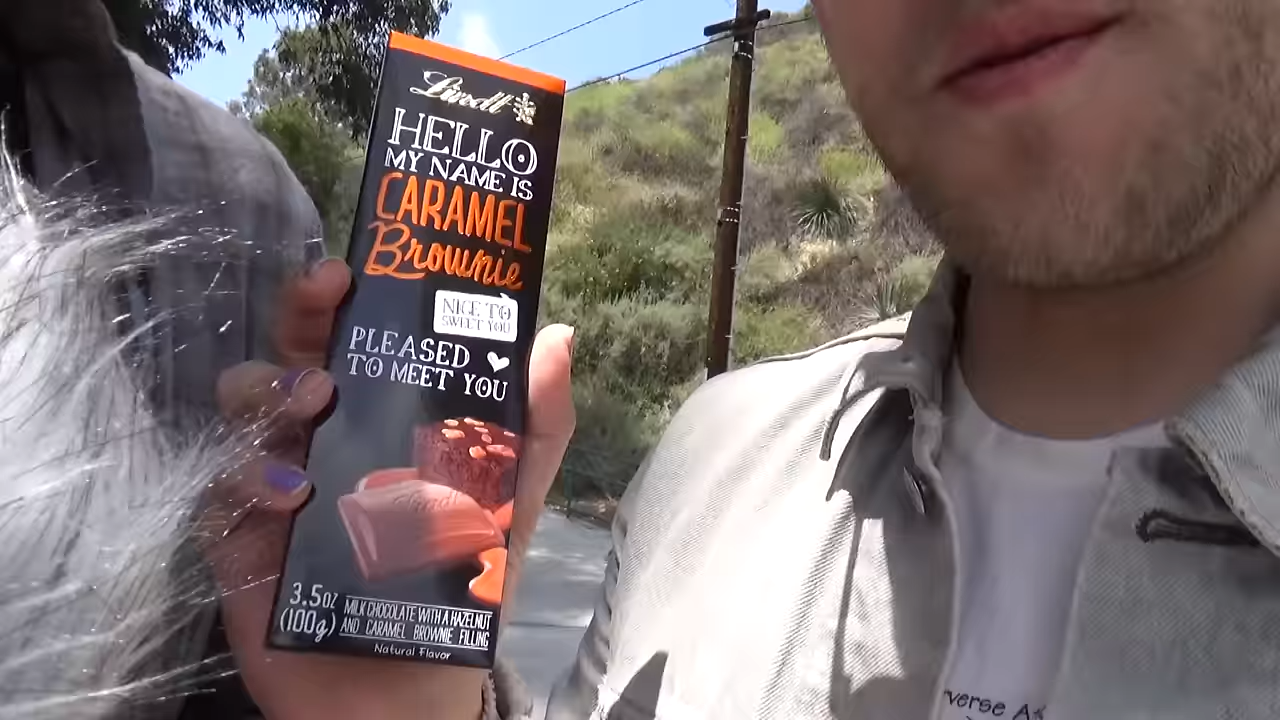 Lindt
HELLO
MY NAME IS
CARAMEL
Brownie
NICE TO
SWEET YOU
PLEASED
TO MEET YOU
3.5oz
(100g)
MILK CHOCOLATE WITH A HAZELNUT
AND CARAMEL BROWNIE FILLING
Natural Flavor